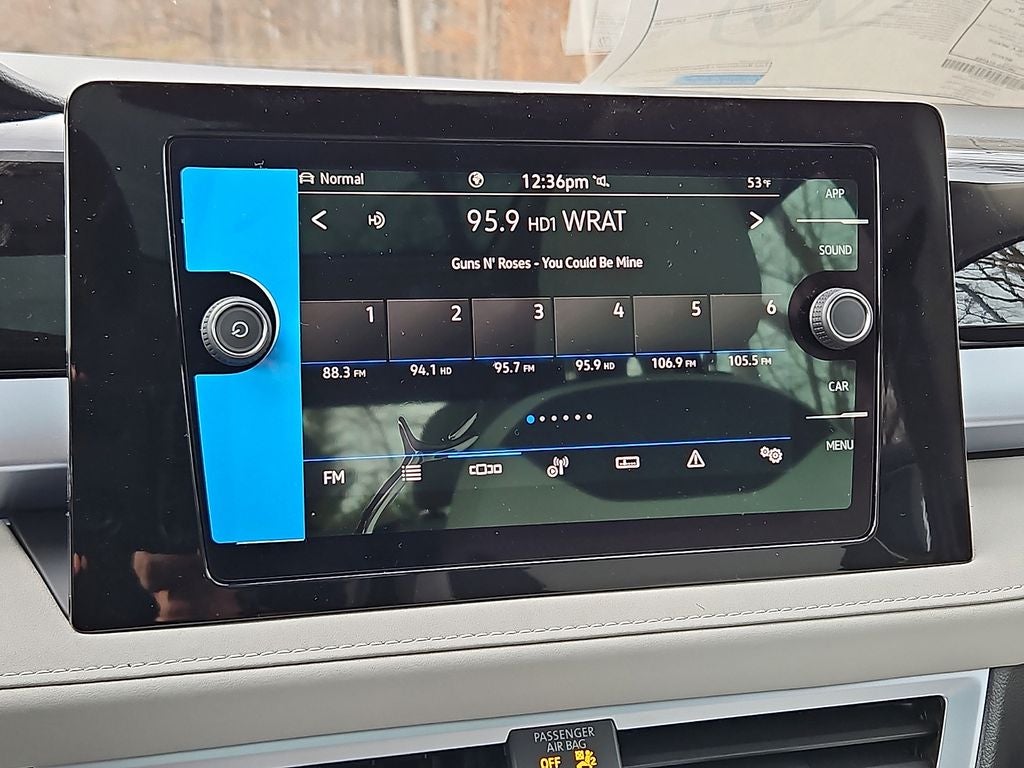 Normal 12:36pm 53°F
APP
< HD 95.9 HD1 WRAT >
SOUND
Guns N' Roses - You Could Be Mine
1 2 3 4 5 6
88.3 FM 94.1 HD 95.7 FM 95.9 HD 106.9 FM 105.5 FM
CAR
MENU
FM
PASSENGER
AIR BAG
OFF